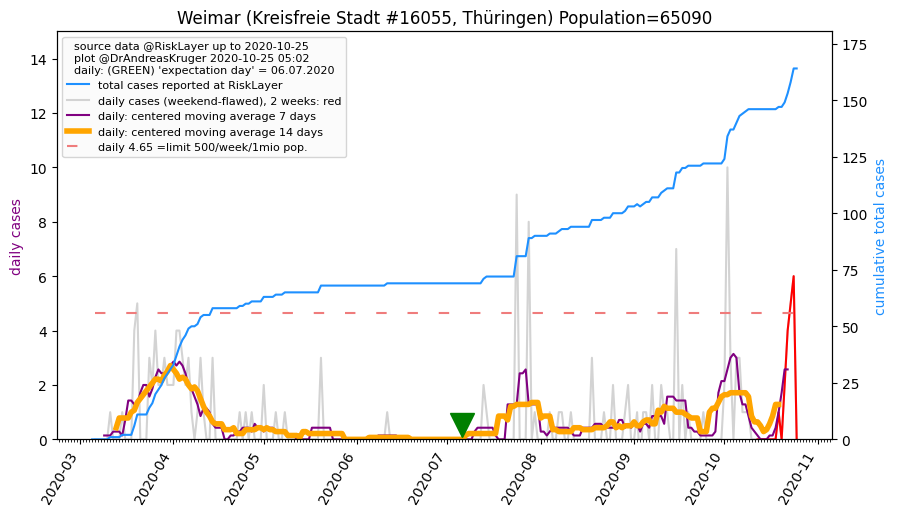 Weimar (Kreisfreie Stadt #16055, Thüringen) Population=65090
source data @RiskLayer up to 2020-10-25
plot @DrAndreasKruger 2020-10-25 05:02
daily: (GREEN) 'expectation day' = 06.07.2020
total cases reported at RiskLayer
daily cases (weekend-flawed), 2 weeks: red
daily: centered moving average 7 days
daily: centered moving average 14 days
daily 4.65 =limit 500/week/1mio pop.
daily cases
14
12
10
8
6
4
2
0
cumulative total cases
175
150
125
100
75
50
25
0
2020-03
2020-04
2020-05
2020-06
2020-07
2020-08
2020-09
2020-10
2020-11